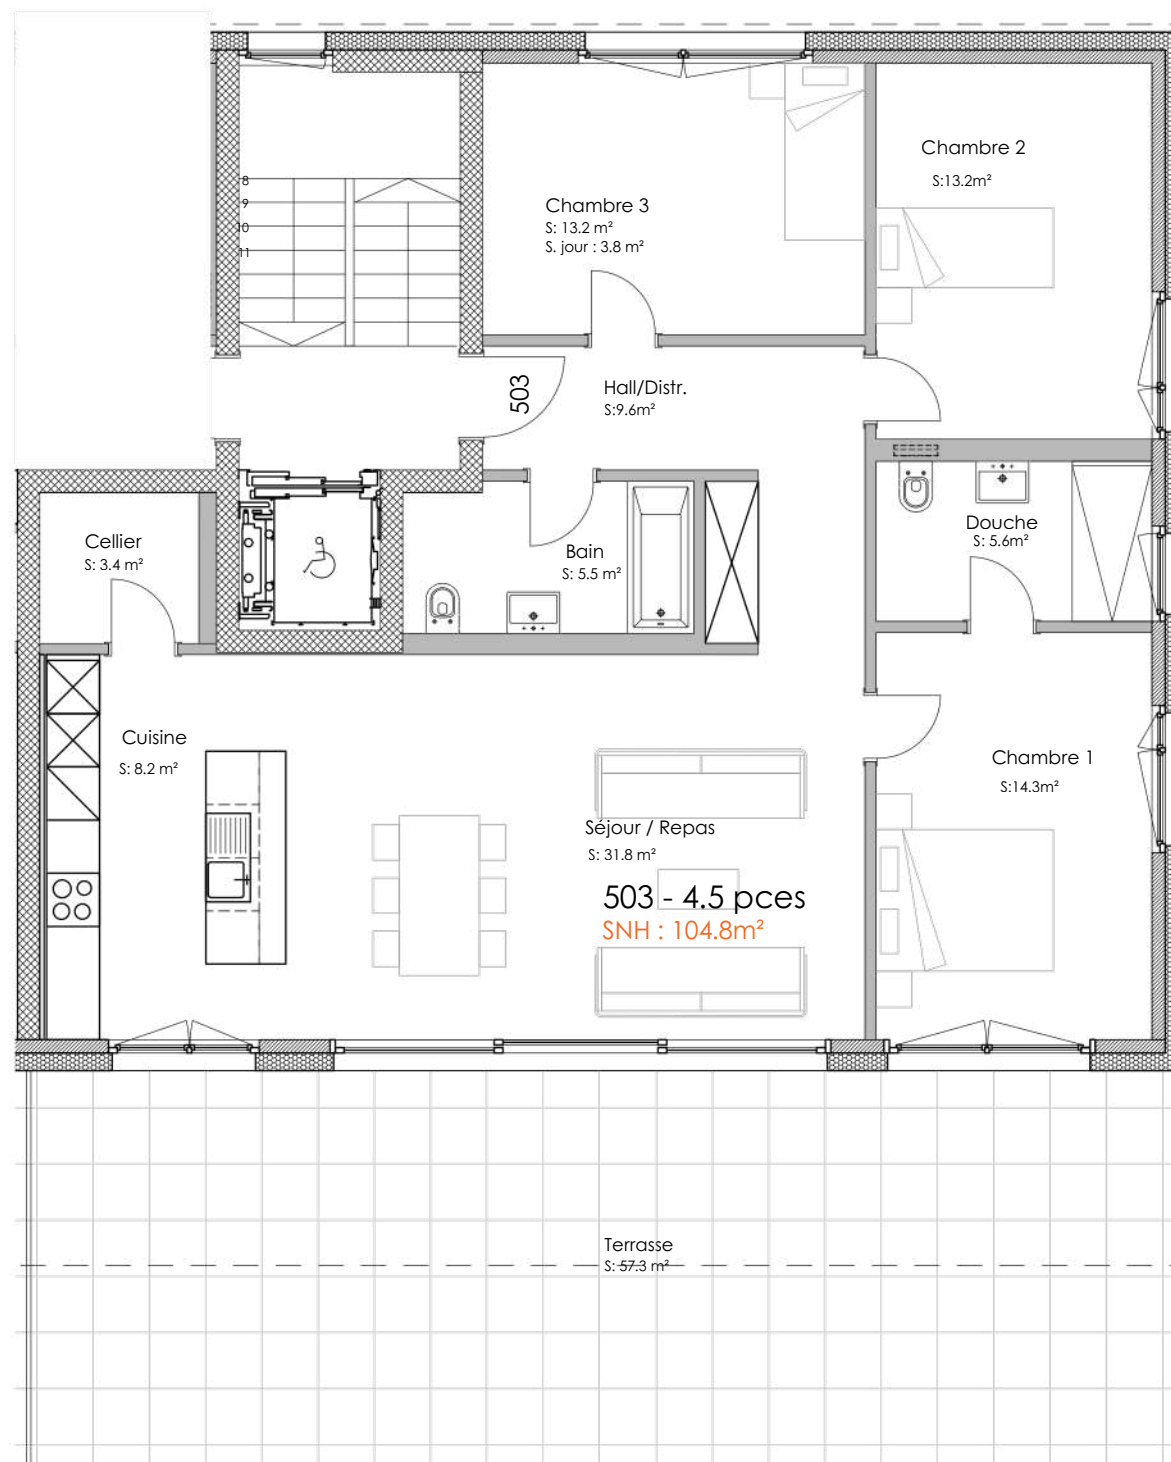 Chambre 2
S:13.2m²
Chambre 3
S: 13.2 m²
S. jour : 3.8 m²
8
9
10
11
503
Hall/Distr.
S:9.6m²
Cellier
S: 3.4 m²
Bain
S: 5.5 m²
Douche
S: 5.6m²
Cuisine
S: 8.2 m²
Chambre 1
S:14.3m²
Séjour / Repas
S: 31.8 m²
503 - 4.5 pces
SNH : 104.8m²
Terrasse
S: 57.3 m²